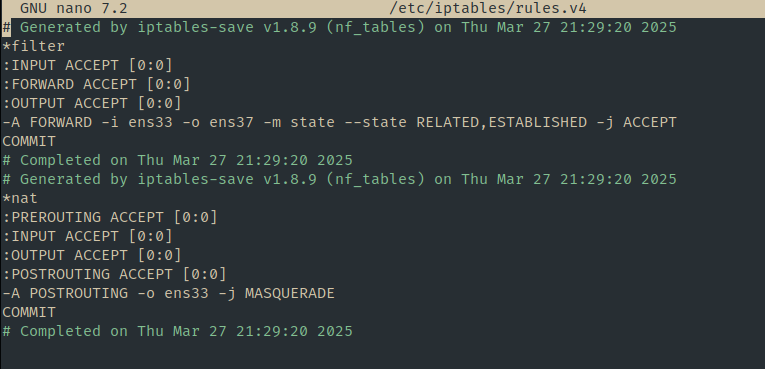 GNU nano 7.2 /etc/iptables/rules.v4
# Generated by iptables-save v1.8.9 (nf_tables) on Thu Mar 27 21:29:20 2025
*filter
:INPUT ACCEPT [0:0]
:FORWARD ACCEPT [0:0]
:OUTPUT ACCEPT [0:0]
-A FORWARD -i ens33 -o ens37 -m state --state RELATED,ESTABLISHED -j ACCEPT
COMMIT
# Completed on Thu Mar 27 21:29:20 2025
# Generated by iptables-save v1.8.9 (nf_tables) on Thu Mar 27 21:29:20 2025
*nat
:PREROUTING ACCEPT [0:0]
:INPUT ACCEPT [0:0]
:OUTPUT ACCEPT [0:0]
:POSTROUTING ACCEPT [0:0]
-A POSTROUTING -o ens33 -j MASQUERADE
COMMIT
# Completed on Thu Mar 27 21:29:20 2025